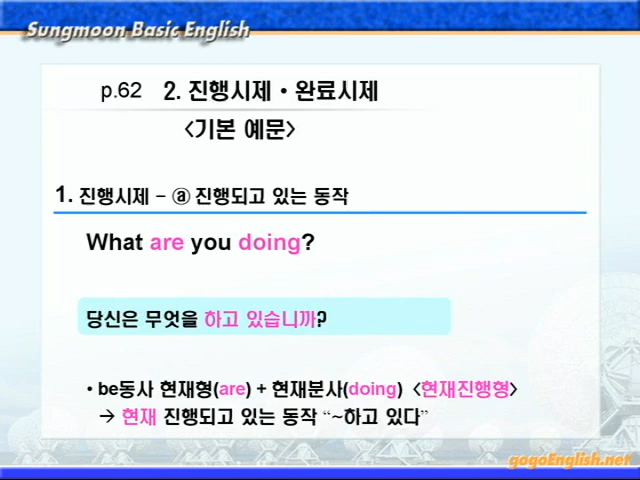 Sungmoon Basic English
p.62 2. 진행시제 • 완료시제
<기본 예문>
1. 진행시제 - ⓐ 진행되고 있는 동작
What are you doing?
당신은 무엇을 하고 있습니까?
• be동사 현재형(are) + 현재분사(doing) <현재진행형>
→ 현재 진행되고 있는 동작 “~하고 있다”
gogoEnglish.net